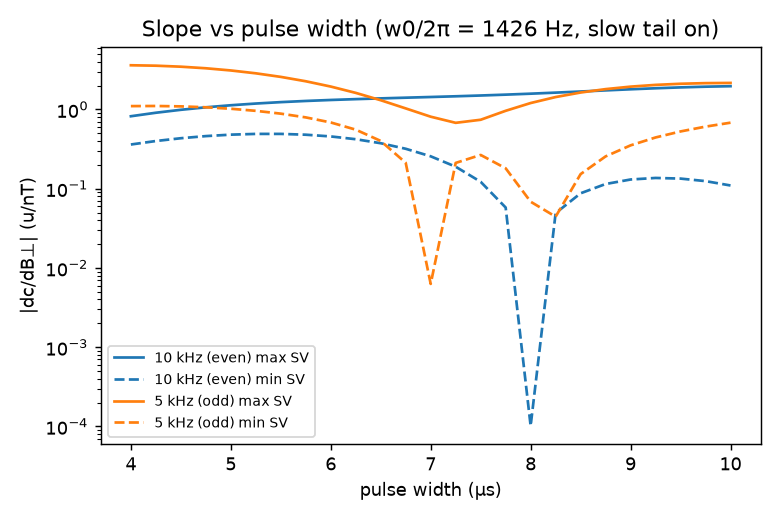 Slope vs pulse width (w0/2π = 1426 Hz, slow tail on)
|dc/dB⊥| (u/nT)
10⁰
10⁻¹
10⁻²
10⁻³
10⁻⁴
10 kHz (even) max SV
10 kHz (even) min SV
5 kHz (odd) max SV
5 kHz (odd) min SV
4 5 6 7 8 9 10
pulse width (μs)